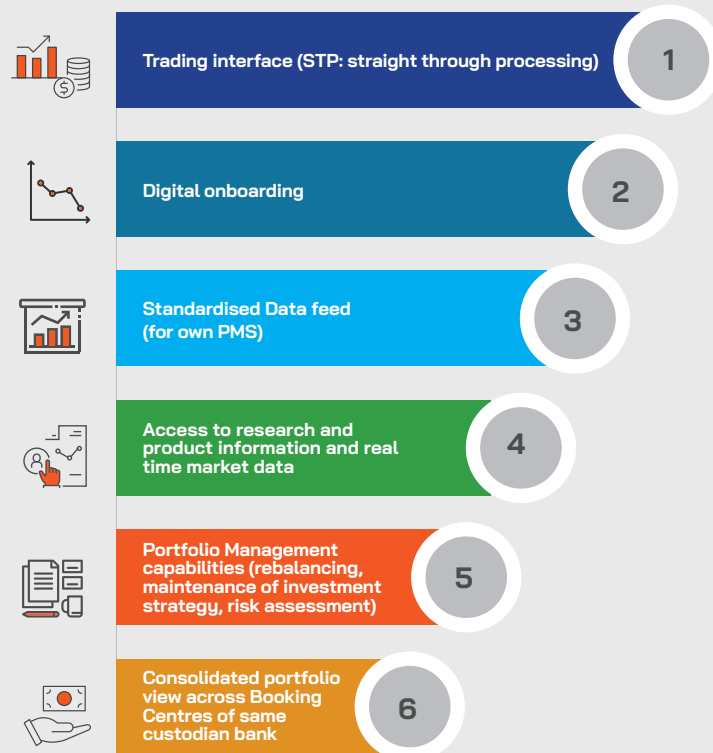 Trading interface (STP: straight through processing)
1
Digital onboarding
2
Standardised Data feed
(for own PMS)
3
Access to research and
product information and real
time market data
4
Portfolio Management
capabilities (rebalancing,
maintenance of investment
strategy, risk assessment)
5
Consolidated portfolio
view across Booking
Centres of same
custodian bank
6